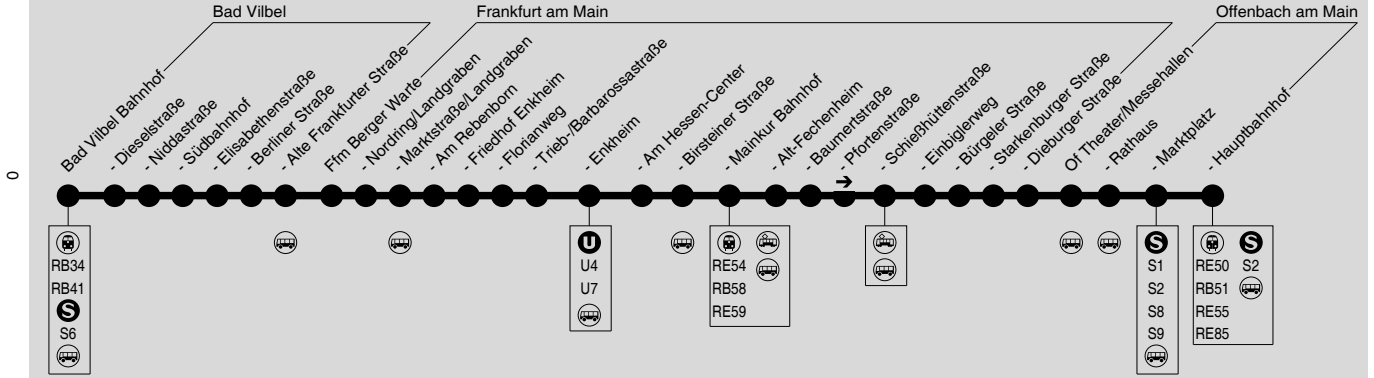 Bad Vilbel
Frankfurt am Main
Offenbach am Main
Bad Vilbel Bahnhof
- Dieselstraße
- Niddastraße
- Südbahnhof
- Elisabethenstraße
- Berliner Straße
- Alte Frankfurter Straße
Ffm Berger Warte
- Nordring/Landgraben
- Marktstraße/Landgraben
- Am Rebenborn
- Friedhof Enkheim
- Florianweg
- Trieb-/Barbarossastraße
- Enkheim
- Am Hessen-Center
- Birsteiner Straße
- Mainkur Bahnhof
- Alt-Fechenheim
- Baumertstraße
- Pfortenstraße
- Schießhüttenstraße
- Einbiglerweg
- Bürgeler Straße
- Starkenburger Straße
- Dieburger Straße
Of Theater/Messehallen
- Rathaus
- Marktplatz
- Hauptbahnhof
0
RB34
RB41
S
S6
U
U4
U7
RE54
RB58
RE59
S
S1
S2
S8
S9
S
RE50 S2
RB51
RE55
RE85